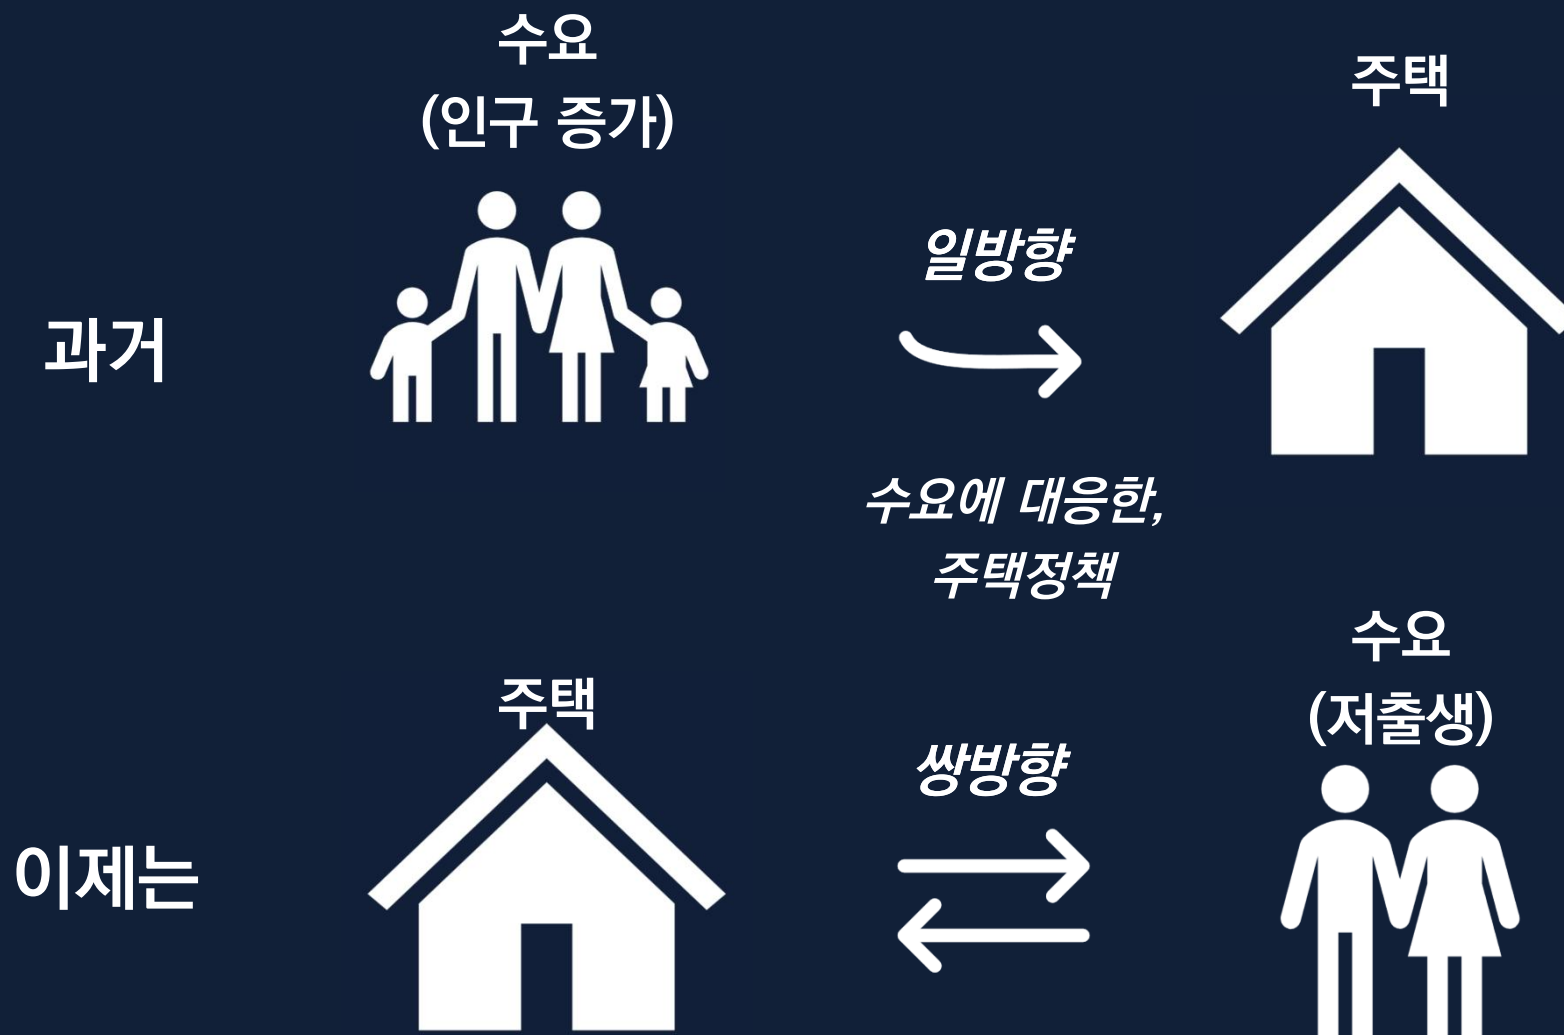 수요
(인구 증가)
주택
일방향
과거
수요에 대응한,
주택정책
주택
수요
(저출생)
쌍방향
이제는